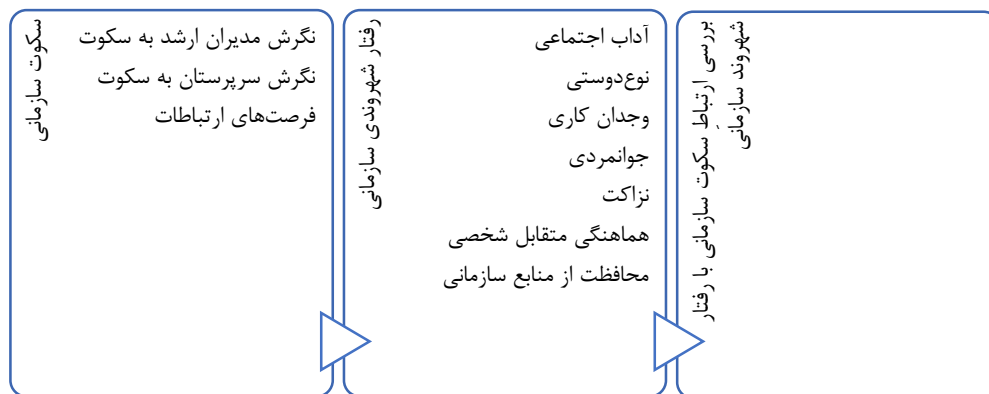 سکوت سازمانی
نگرش مدیران ارشد به سکوت
نگرش سرپرستان به سکوت
فرصت‌های ارتباطات
رفتار شهروندی سازمانی
آداب اجتماعی
نوع‌دوستی
وجدان کاری
جوانمردی
نزاکت
هماهنگی متقابل شخصی
محافظت از منابع سازمانی
بررسی ارتباطِ سکوت سازمانی با رفتار
شهروند سازمانی